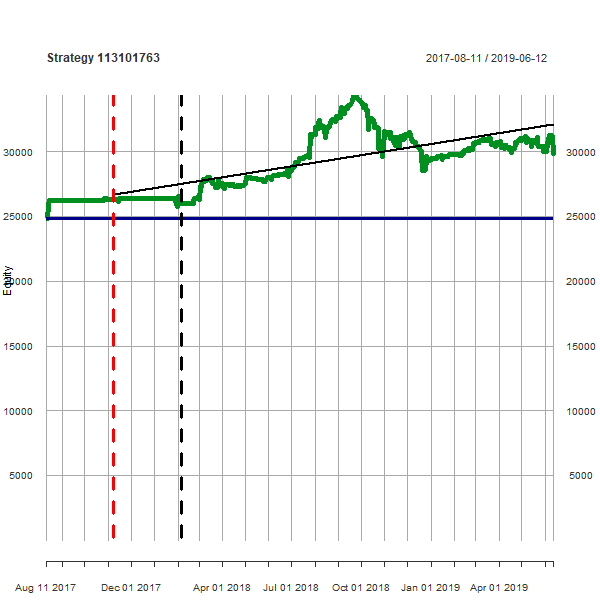 Strategy 113101763 2017-08-11 / 2019-06-12
30000 30000
25000 25000
Equity
20000 20000
15000 15000
10000 10000
5000 5000
Aug 11 2017 Dec 01 2017 Apr 01 2018 Jul 01 2018 Oct 01 2018 Jan 01 2019 Apr 01 2019